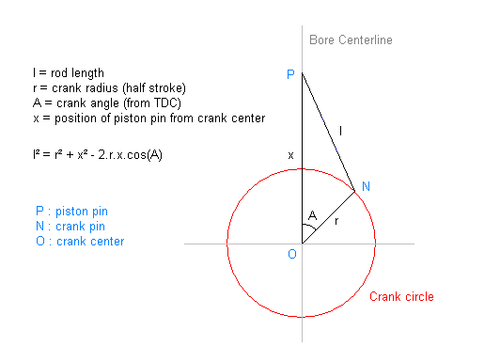 Bore Centerline
P
l = rod length
r = crank radius (half stroke)
A = crank angle (from TDC)
x = position of piston pin from crank center
l
l² = r² + x² - 2.r.x.cos(A)
x
N
P : piston pin
N : crank pin
O : crank center
A
r
O
Crank circle